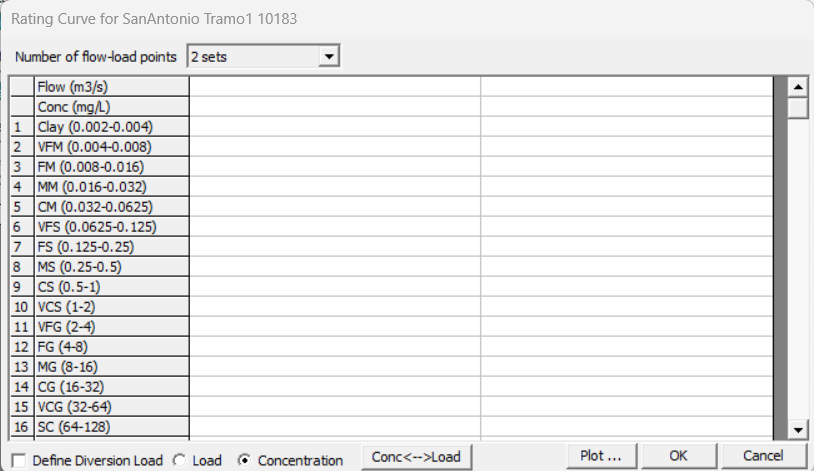 Rating Curve for SanAntonio Tramo1 10183
Number of flow-load points 2 sets
Flow (m3/s)
Conc (mg/L)
1 Clay (0.002-0.004)
2 VFM (0.004-0.008)
3 FM (0.008-0.016)
4 MM (0.016-0.032)
5 CM (0.032-0.0625)
6 VFS (0.0625-0.125)
7 FS (0.125-0.25)
8 MS (0.25-0.5)
9 CS (0.5-1)
10 VCS (1-2)
11 VFG (2-4)
12 FG (4-8)
13 MG (8-16)
14 CG (16-32)
15 VCG (32-64)
16 SC (64-128)
Define Diversion Load Load Concentration Conc<-->Load Plot ... OK Cancel